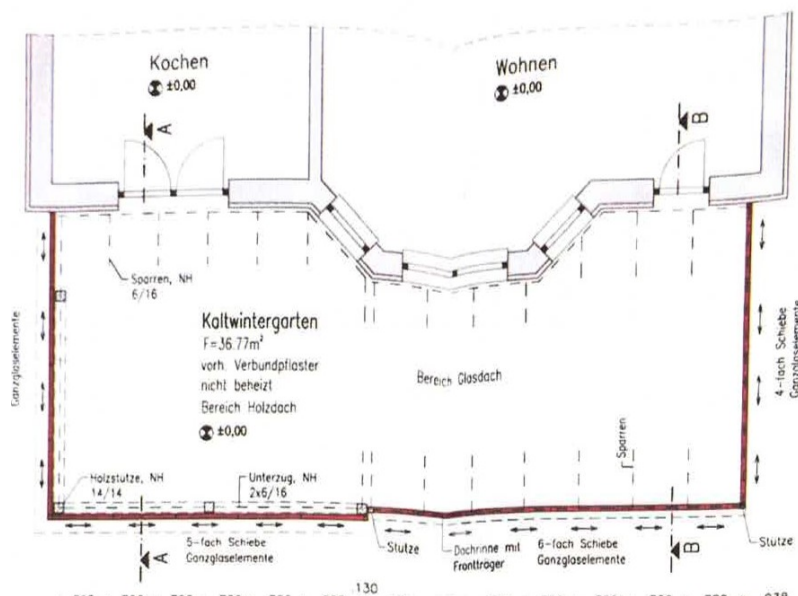 Kochen
±0,00
Wohnen
±0,00
A
B
Sparren, NH
6/16
Kaltwintergarten
F=36.77m²
vorh. Verbundpflaster
nicht beheizt
Bereich Holzdach
±0,00
Bereich Glasdach
Ganzglaselemente
4-fach Schiebe
Ganzglaselemente
Sparren
Holzstütze, NH
14/14
Unterzug, NH
2x6/16
A
5-fach Schiebe
Ganzglaselemente
Stütze
Dachrinne mit
Frontträger
6-fach Schiebe
Ganzglaselemente
B
Stütze
130